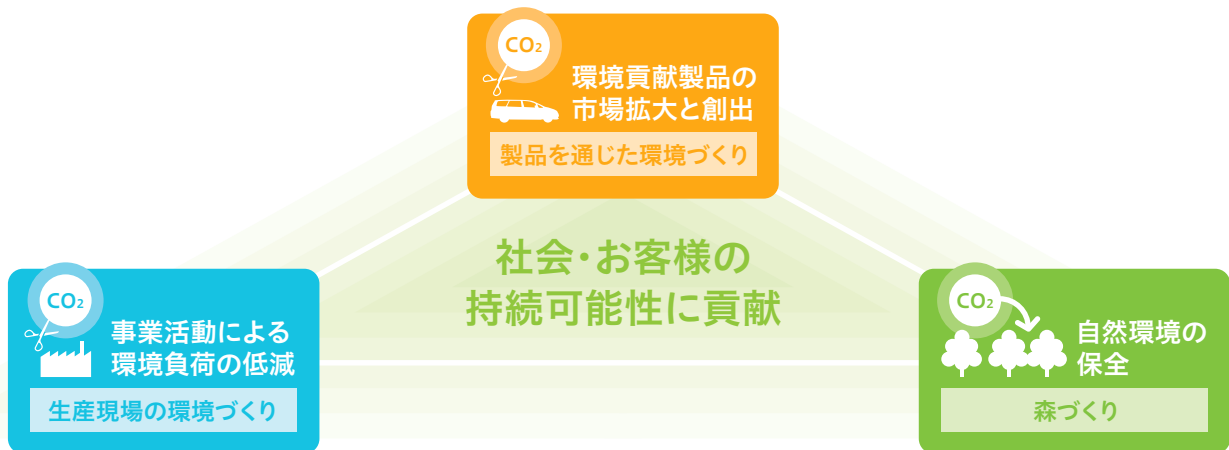 CO₂
環境貢献製品の
市場拡大と創出
製品を通じた環境づくり
社会・お客様の
持続可能性に貢献
CO₂
事業活動による
環境負荷の低減
生産現場の環境づくり
CO₂
自然環境の
保全
森づくり